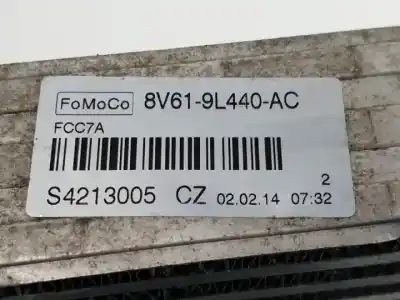 FoMoCo 8V61-9L440-AC
FCC7A
2
S4213005 CZ 02.02.14 07:32